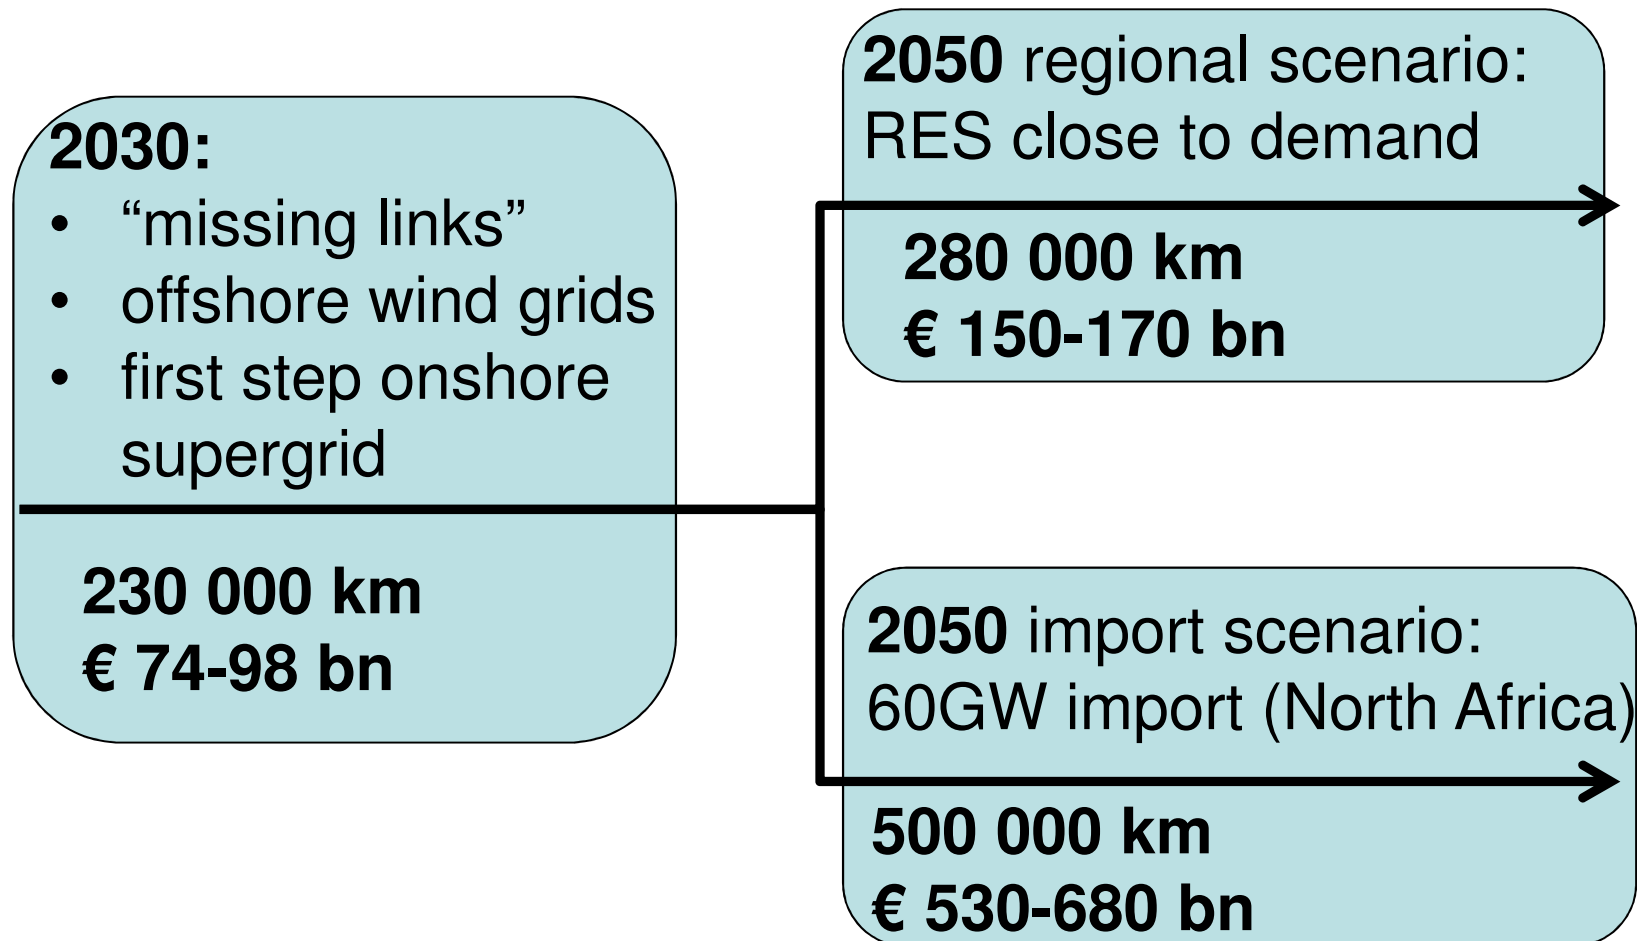 2030:
• “missing links”
• offshore wind grids
• first step onshore
supergrid
230 000 km
€ 74-98 bn
2050 regional scenario:
RES close to demand
280 000 km
€ 150-170 bn
2050 import scenario:
60GW import (North Africa)
500 000 km
€ 530-680 bn